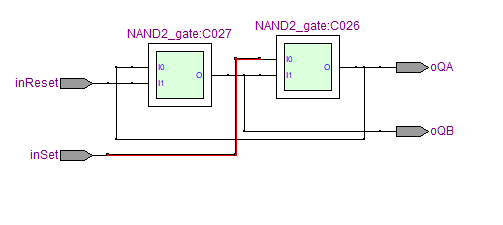 NAND2_gate:C027
NAND2_gate:C026
inReset
I0
I1
O
I0
I1
O
oQA
oQB
inSet